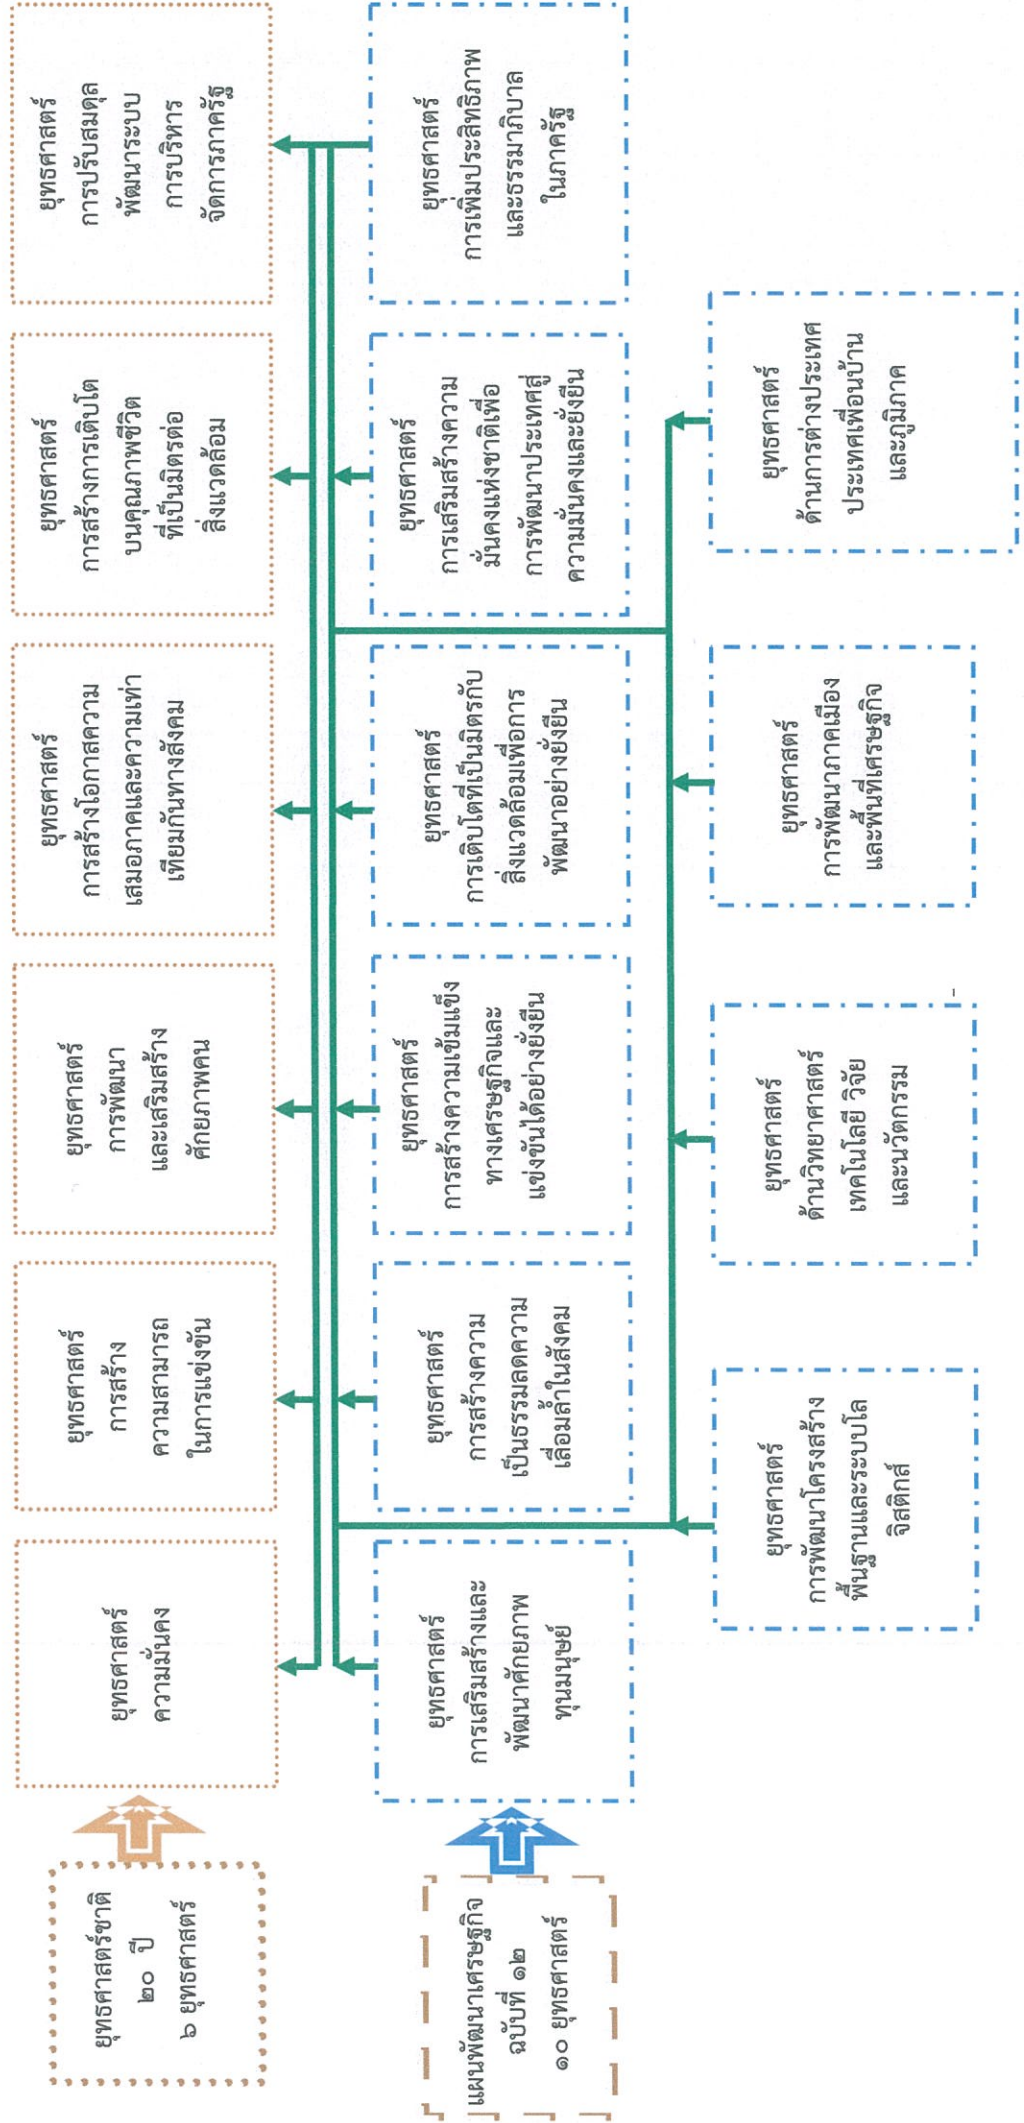 ยุทธศาสตร์ชาติ
๒๐ ปี
๖ ยุทธศาสตร์
ยุทธศาสตร์
ความมั่นคง
ยุทธศาสตร์
การสร้าง
ความสามารถ
ในการแข่งขัน
ยุทธศาสตร์
การพัฒนา
และเสริมสร้าง
ศักยภาพคน
ยุทธศาสตร์
การสร้างโอกาสความ
เสมอภาคและความเท่า
เทียมกันทางสังคม
ยุทธศาสตร์
การสร้างการเติบโต
บนคุณภาพชีวิต
ที่เป็นมิตรต่อ
สิ่งแวดล้อม
ยุทธศาสตร์
การปรับสมดุล
พัฒนาระบบ
การบริหาร
จัดการภาครัฐ
แผนพัฒนาเศรษฐกิจ
ฉบับที่ ๑๒
๑๐ ยุทธศาสตร์
ยุทธศาสตร์
การเสริมสร้างและ
พัฒนาศักยภาพ
ทุนมนุษย์
ยุทธศาสตร์
การสร้างความ
เป็นธรรมลดความ
เลื่อมล้ำในสังคม
ยุทธศาสตร์
การสร้างความเข้มแข็ง
ทางเศรษฐกิจและ
แข่งขันได้อย่างยั่งยืน
ยุทธศาสตร์
การเติบโตที่เป็นมิตรกับ
สิ่งแวดล้อมเพื่อการ
พัฒนาอย่างยั่งยืน
ยุทธศาสตร์
การเสริมสร้างความ
มั่นคงแห่งชาติเพื่อ
การพัฒนาประเทศสู่
ความมั่นคงและยั่งยืน
ยุทธศาสตร์
การเพิ่มประสิทธิภาพ
และธรรมาภิบาล
ในภาครัฐ
ยุทธศาสตร์
การพัฒนาโครงสร้าง
พื้นฐานและระบบโล
จิสติกส์
ยุทธศาสตร์
ด้านวิทยาศาสตร์
เทคโนโลยี วิจัย
และนวัตกรรม
ยุทธศาสตร์
การพัฒนาภาคเมือง
และพื้นที่เศรษฐกิจ
ยุทธศาสตร์
ด้านการต่างประเทศ
ประเทศเพื่อนบ้าน
และภูมิภาค